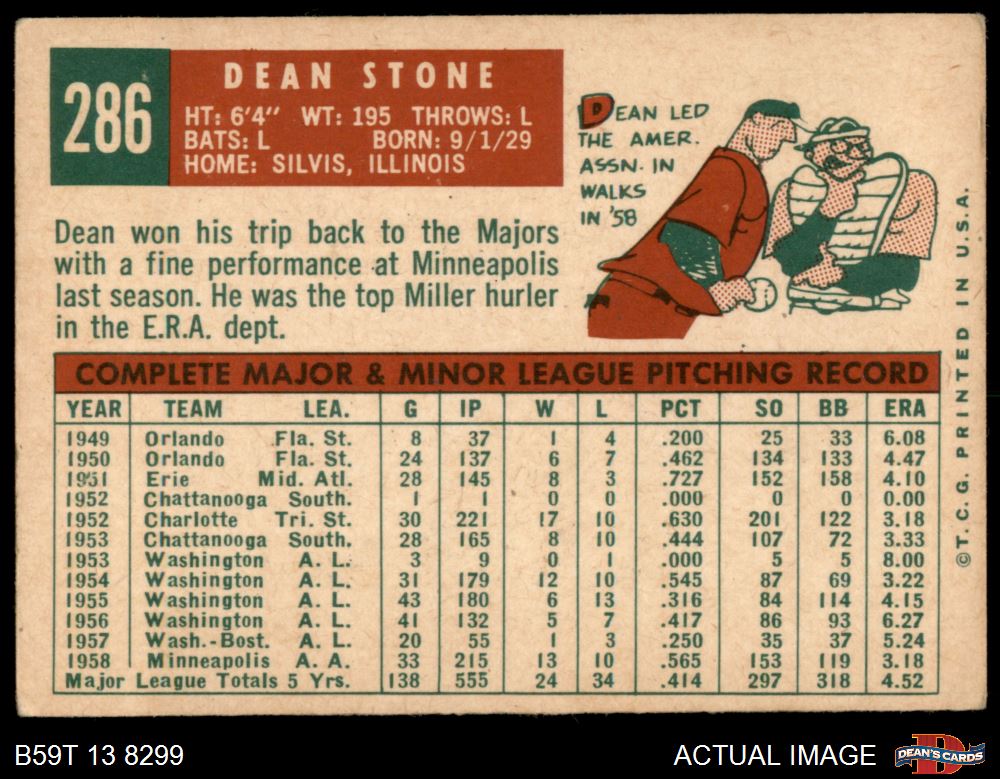 286
DEAN STONE
HT: 6'4" WT: 195 THROWS: L
BATS: L BORN: 9/1/29
HOME: SILVIS, ILLINOIS
DEAN LED
THE AMER.
ASSN. IN
WALKS
IN '58
Dean won his trip back to the Majors
with a fine performance at Minneapolis
last season. He was the top Miller hurler
in the E.R.A. dept.
COMPLETE MAJOR & MINOR LEAGUE PITCHING RECORD
YEAR TEAM LEA. G IP W L PCT SO BB ERA
1949 Orlando Fla. St. 8 37 1 4 .200 25 33 6.08
1950 Orlando Fla. St. 24 137 6 7 .462 134 133 4.47
1951 Erie Mid. Atl. 28 145 8 3 .727 152 158 4.10
1952 Chattanooga South. 1 1 0 0 .000 0 0 0.00
1952 Charlotte Tri. St. 30 221 17 10 .630 201 122 3.18
1953 Chattanooga South. 28 165 8 10 .444 107 72 3.33
1953 Washington A. L. 3 9 0 1 .000 5 5 8.00
1954 Washington A. L. 31 179 12 10 .545 87 69 3.22
1955 Washington A. L. 43 180 6 13 .316 84 114 4.15
1956 Washington A. L. 41 132 5 7 .417 86 93 6.27
1957 Wash.-Bost. A. L. 20 55 1 3 .250 35 37 5.24
1958 Minneapolis A. A. 33 215 13 10 .565 153 119 3.18
Major League Totals 5 Yrs. 138 555 24 34 .414 297 318 4.52
©T. C. G. PRINTED IN U.S.A.
B59T 13 8299
ACTUAL IMAGE
DEAN'S CARDS